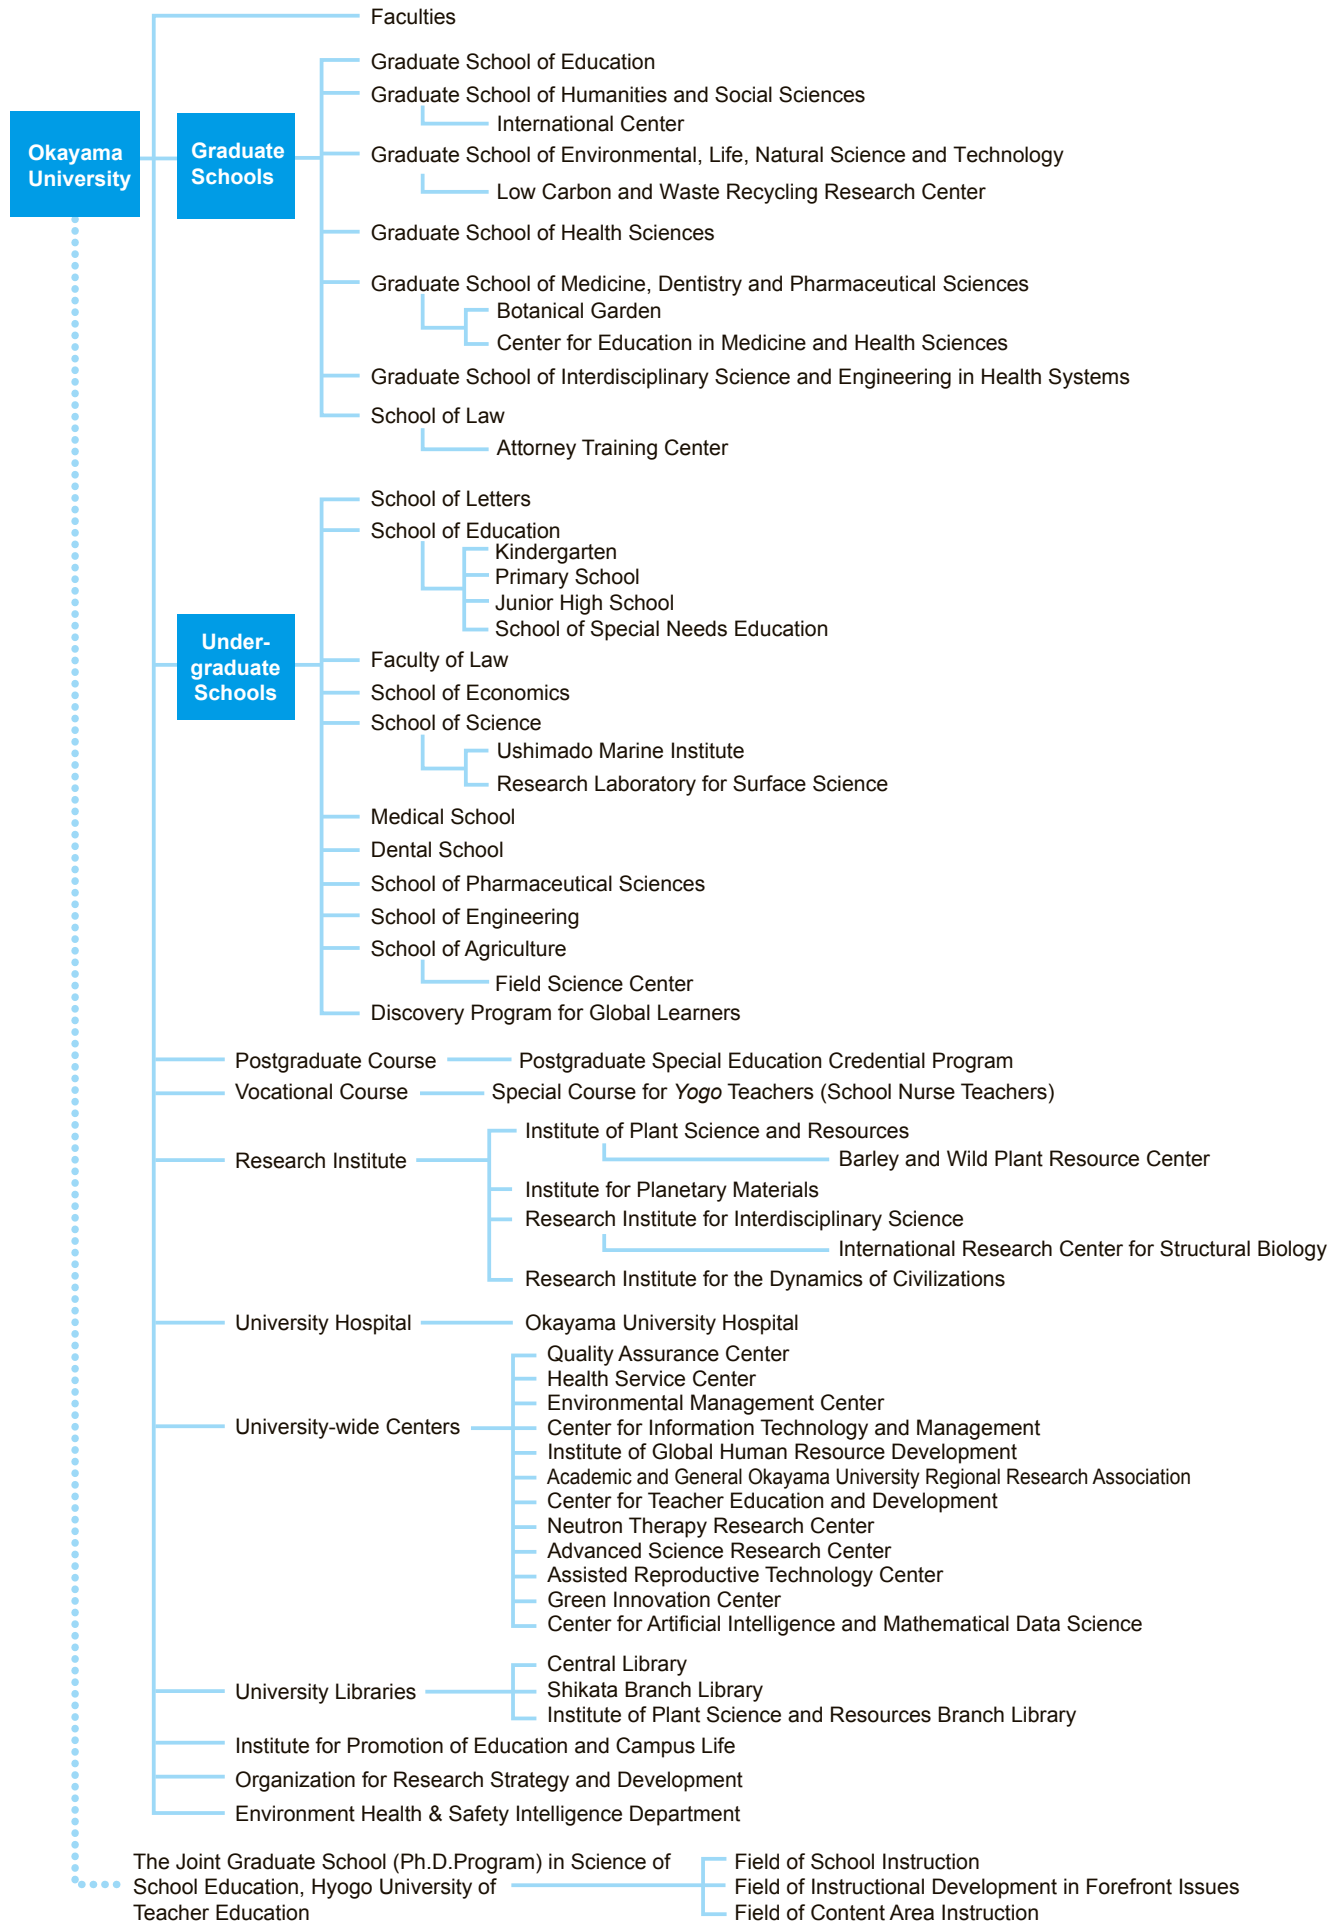 Faculties
Okayama
University
Graduate
Schools
Graduate School of Education
Graduate School of Humanities and Social Sciences
International Center
Graduate School of Environmental, Life, Natural Science and Technology
Low Carbon and Waste Recycling Research Center
Graduate School of Health Sciences
Graduate School of Medicine, Dentistry and Pharmaceutical Sciences
Botanical Garden
Center for Education in Medicine and Health Sciences
Graduate School of Interdisciplinary Science and Engineering in Health Systems
School of Law
Attorney Training Center
Under-
graduate
Schools
School of Letters
School of Education
Kindergarten
Primary School
Junior High School
School of Special Needs Education
Faculty of Law
School of Economics
School of Science
Ushimado Marine Institute
Research Laboratory for Surface Science
Medical School
Dental School
School of Pharmaceutical Sciences
School of Engineering
School of Agriculture
Field Science Center
Discovery Program for Global Learners
Postgraduate Course
Postgraduate Special Education Credential Program
Vocational Course
Special Course for Yogo Teachers (School Nurse Teachers)
Research Institute
Institute of Plant Science and Resources
Barley and Wild Plant Resource Center
Institute for Planetary Materials
Research Institute for Interdisciplinary Science
International Research Center for Structural Biology
Research Institute for the Dynamics of Civilizations
University Hospital
Okayama University Hospital
University-wide Centers
Quality Assurance Center
Health Service Center
Environmental Management Center
Center for Information Technology and Management
Institute of Global Human Resource Development
Academic and General Okayama University Regional Research Association
Center for Teacher Education and Development
Neutron Therapy Research Center
Advanced Science Research Center
Assisted Reproductive Technology Center
Green Innovation Center
Center for Artificial Intelligence and Mathematical Data Science
University Libraries
Central Library
Shikata Branch Library
Institute of Plant Science and Resources Branch Library
Institute for Promotion of Education and Campus Life
Organization for Research Strategy and Development
Environment Health & Safety Intelligence Department
The Joint Graduate School (Ph.D.Program) in Science of
School Education, Hyogo University of
Teacher Education
Field of School Instruction
Field of Instructional Development in Forefront Issues
Field of Content Area Instruction